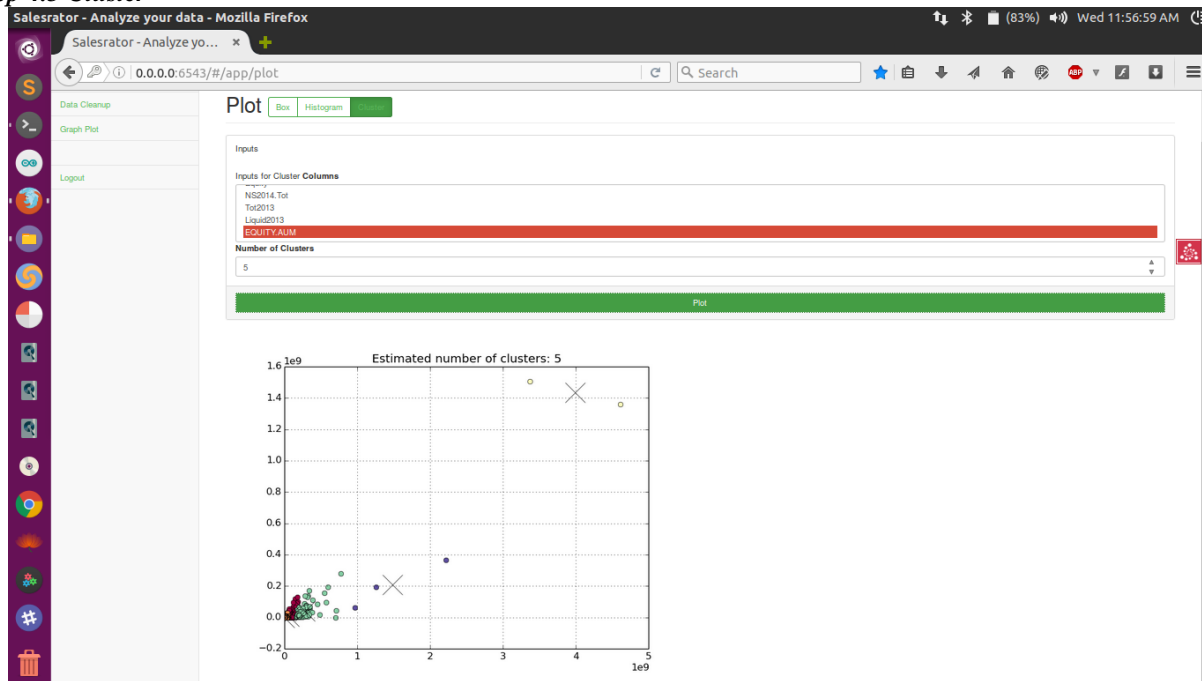 Salesrator - Analyze your data - Mozilla Firefox
(83%) Wed 11:56:59 AM
Salesrator - Analyze yo...
0.0.0.0:6543/#/app/plot
Search
ABP
Data Cleanup
Graph Plot
Logout
Plot Box Histogram Cluster
Inputs
Inputs for Cluster Columns
NS2014.Tot
Tot2013
Liquid2013
EQUITY.AUM
Number of Clusters
5
Plot
Estimated number of clusters: 5
1e9
1.6
1.4
1.2
1.0
0.8
0.6
0.4
0.2
0.0
−0.2
0 1 2 3 4 5
1e9